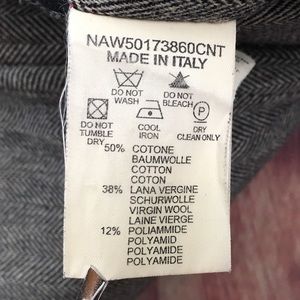 NAW50173860CNT
MADE IN ITALY
DO NOT WASH
DO NOT BLEACH
P
DO NOT TUMBLE DRY
COOL IRON
DRY CLEAN ONLY
50% COTONE
BAUMWOLLE
COTTON
COTON
38% LANA VERGINE
SCHURWOLLE
VIRGIN WOOL
LAINE VIERGE
12% POLIAMMIDE
POLYAMID
POLYAMIDE
POLYAMIDE